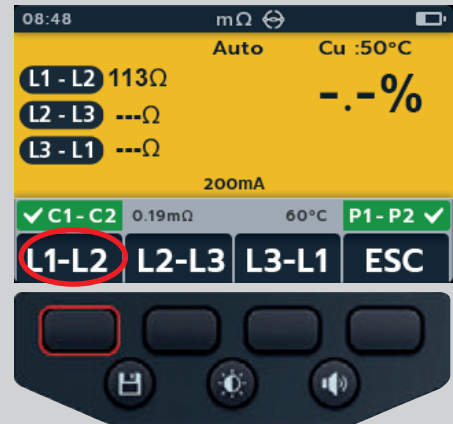 08:48 mΩ
Auto Cu :50°C
L1 - L2 113Ω
-.-%
L2 - L3 ---Ω
L3 - L1 ---Ω
200mA
✓ C1 - C2 0.19mΩ 60°C P1 - P2 ✓
L1-L2 L2-L3 L3-L1 ESC